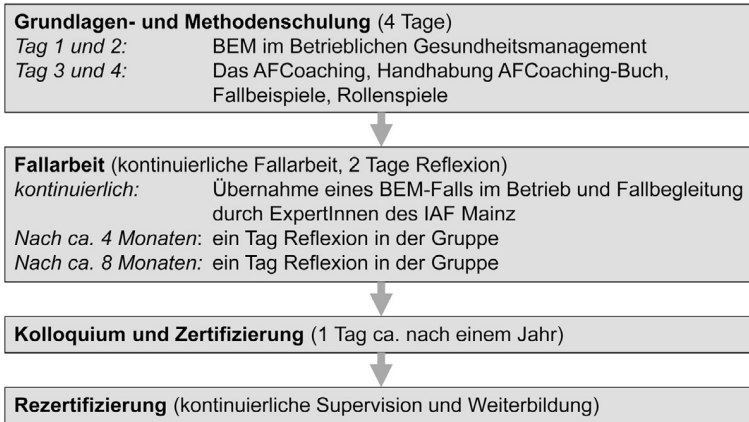 Grundlagen- und Methodenschulung (4 Tage)
Tag 1 und 2: BEM im Betrieblichen Gesundheitsmanagement
Tag 3 und 4: Das AFCoaching, Handhabung AFCoaching-Buch,
Fallbeispiele, Rollenspiele
Fallarbeit (kontinuierliche Fallarbeit, 2 Tage Reflexion)
kontinuierlich: Übernahme eines BEM-Falls im Betrieb und Fallbegleitung
durch ExpertInnen des IAF Mainz
Nach ca. 4 Monaten: ein Tag Reflexion in der Gruppe
Nach ca. 8 Monaten: ein Tag Reflexion in der Gruppe
Kolloquium und Zertifizierung (1 Tag ca. nach einem Jahr)
Rezertifizierung (kontinuierliche Supervision und Weiterbildung)